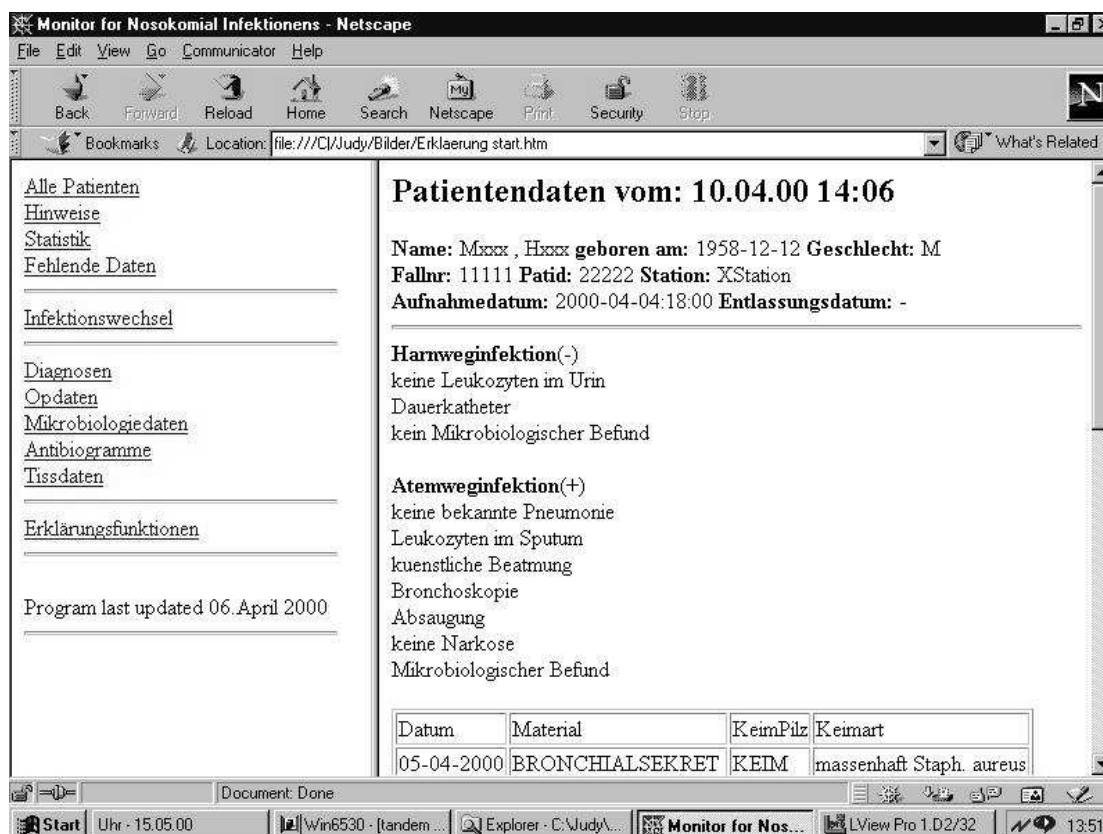 Monitor for Nosokomial Infektionens - Netscape
File Edit View Go Communicator Help
My
N
Back Forward Reload Home Search Netscape Print Security Stop
Bookmarks Location: file:///C|/Judy/Bilder/Erklaerung start.htm What's Related
Alle Patienten
Hinweise
Statistik
Fehlende Daten
Infektionswechsel
Diagnosen
Opdaten
Mikrobiologiedaten
Antibiogramme
Tissdaten
Erklärungsfunktionen
Program last updated 06.April 2000
Patientendaten vom: 10.04.00 14:06
Name: Mxxx , Hxxx geboren am: 1958-12-12 Geschlecht: M
Fallnr: 11111 Patid: 22222 Station: XStation
Aufnahmedatum: 2000-04-04:18:00 Entlassungsdatum: -
Harnweginfektion(-)
keine Leukozyten im Urin
Dauerkatheter
kein Mikrobiologischer Befund
Atemweginfektion(+)
keine bekannte Pneumonie
Leukozyten im Sputum
kuenstliche Beatmung
Bronchoskopie
Absaugung
keine Narkose
Mikrobiologischer Befund
Datum Material KeimPilz Keimart
05-04-2000 BRONCHIALSEKRET KEIM massenhaft Staph. aureus
Document: Done
Start Uhr - 15.05.00 Win6530 - [tandem ... Explorer - C:\Judy\... Monitor for Nos... LView Pro 1.D2/32 13:51